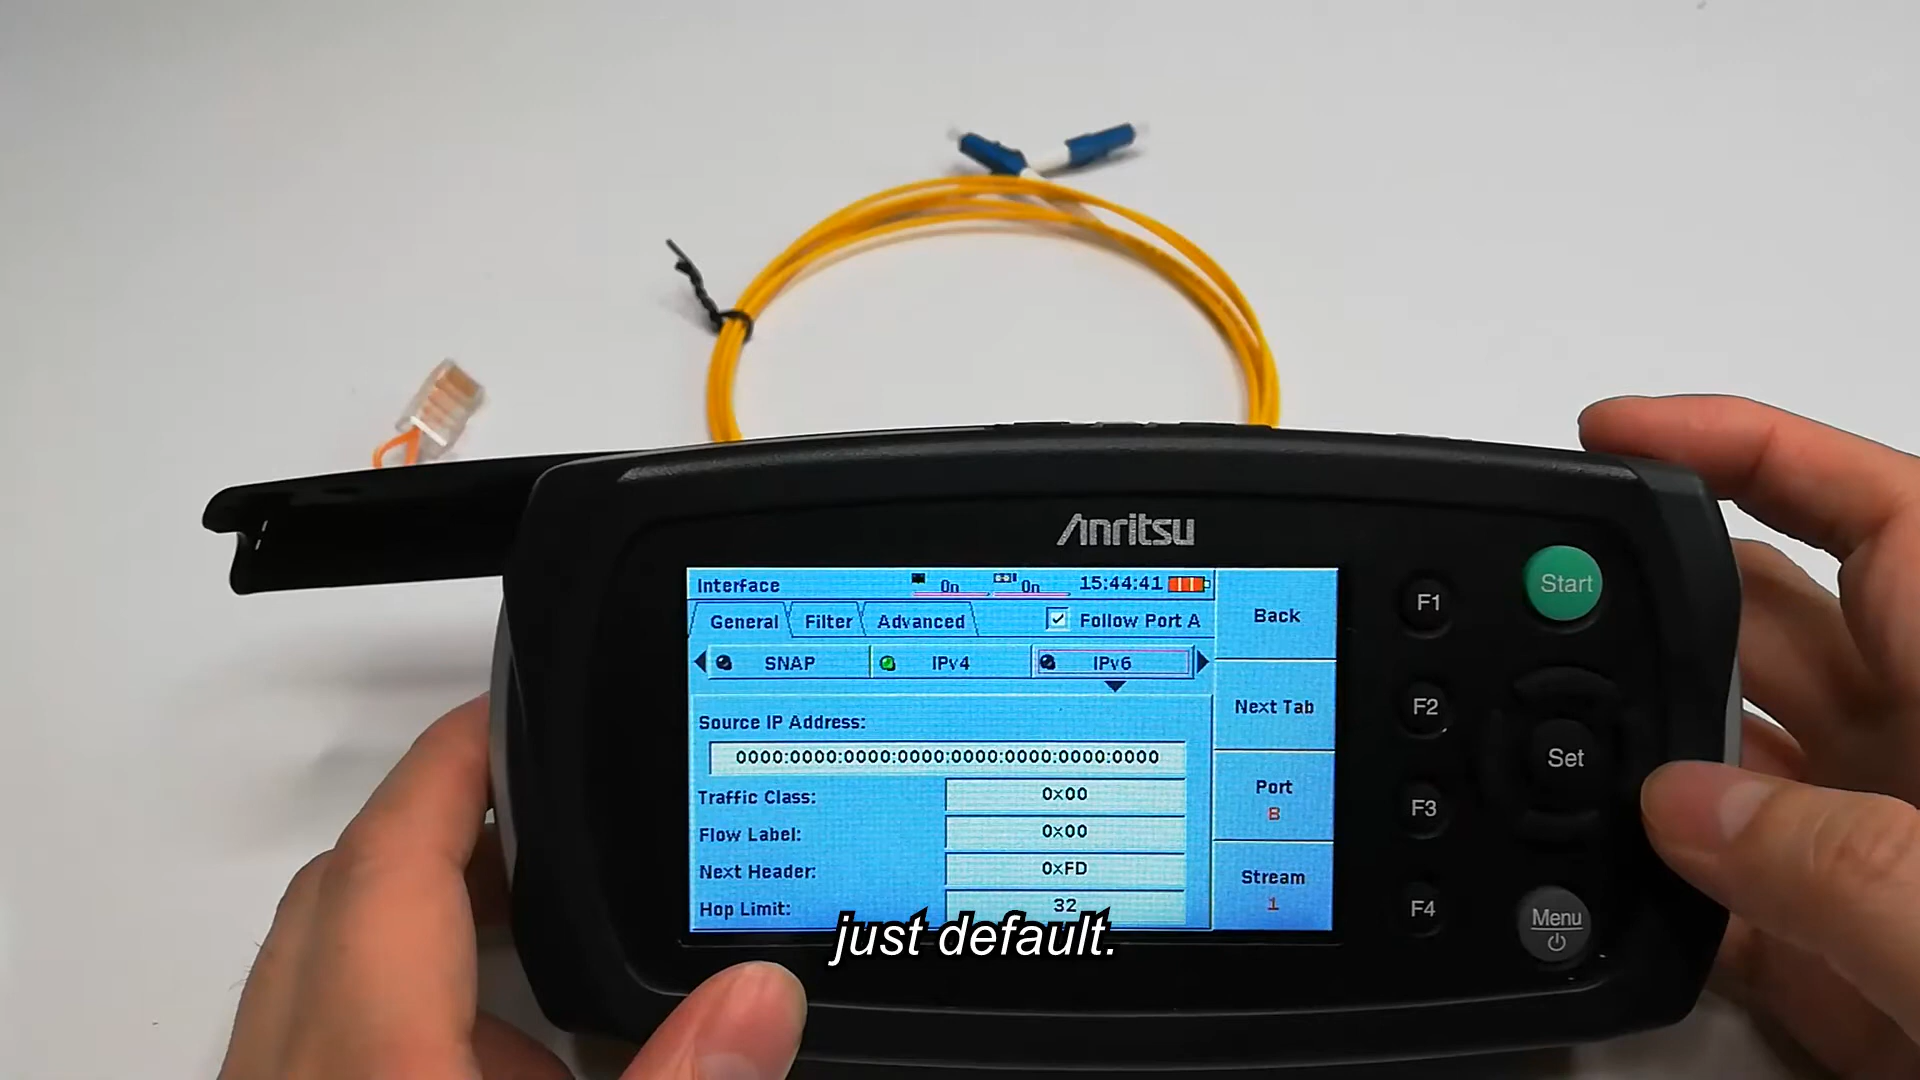 Anritsu
Interface
On
On
15:44:41
General
Filter
Advanced
Follow Port A
SNAP
IPv4
IPv6
Source IP Address:
0000:0000:0000:0000:0000:0000:0000:0000
Traffic Class:
0x00
Flow Label:
0x00
Next Header:
0xFD
Hop Limit:
32
Back
Next Tab
Port
B
Stream
1
F1
F2
F3
F4
Start
Set
Menu
just default.